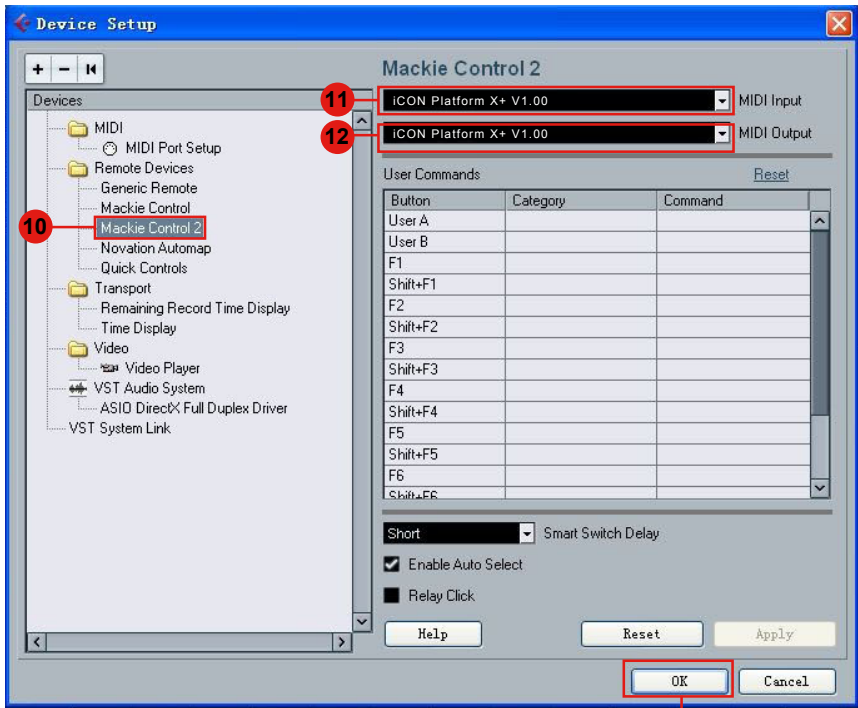 Device Setup
+ - I◀
Mackie Control 2
Devices
11
iCON Platform X+ V1.00
MIDI Input
12
iCON Platform X+ V1.00
MIDI Output
MIDI
MIDI Port Setup
Remote Devices
Generic Remote
Mackie Control
10
Mackie Control 2
Novation Automap
Quick Controls
Transport
Remaining Record Time Display
Time Display
Video
Video Player
VST Audio System
ASIO DirectX Full Duplex Driver
VST System Link
User Commands
Reset
Button Category Command
User A
User B
F1
Shift+F1
F2
Shift+F2
F3
Shift+F3
F4
Shift+F4
F5
Shift+F5
F6
Shift+F6
Short
Smart Switch Delay
Enable Auto Select
Relay Click
Help Reset Apply
OK Cancel